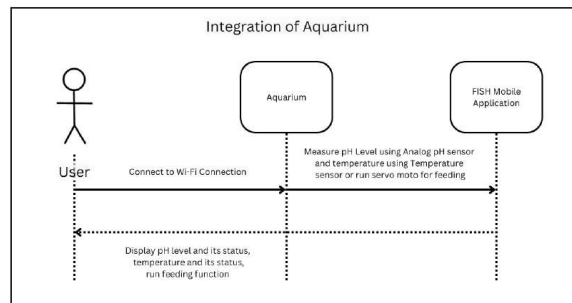 Integration of Aquarium
Aquarium
FISH Mobile
Application
User
Connect to Wi-Fi Connection
Measure pH Level using Analog pH sensor
and temperature using Temperature
sensor or run servo moto for feeding
Display pH level and its status,
temperature and its status,
run feeding function